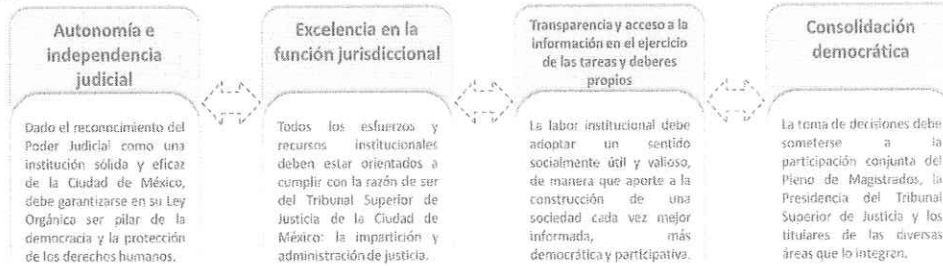 Autonomía e
independencia
judicial
Dado el reconocimiento del
Poder Judicial como una
institución sólida y eficaz
de la Ciudad de México,
debe garantizarse en su Ley
Orgánica ser pilar de la
democracia y la protección
de los derechos humanos.
Excelencia en la
función jurisdiccional
Todos los esfuerzos y
recursos institucionales
deben estar orientados a
cumplir con la razón de ser
del Tribunal Superior de
Justicia de la Ciudad de
México: la impartición y
administración de justicia.
Transparencia y acceso a la
información en el ejercicio
de las tareas y deberes
propios
La labor institucional debe
adoptar un sentido
socialmente útil y valioso,
de manera que aporte a la
construcción de una
sociedad cada vez mejor
informada, más
democrática y participativa.
Consolidación
democrática
La toma de decisiones debe
someterse a la
participación conjunta del
Pleno de Magistrados, la
Presidencia del Tribunal
Superior de Justicia y los
titulares de las diversas
áreas que lo integran.